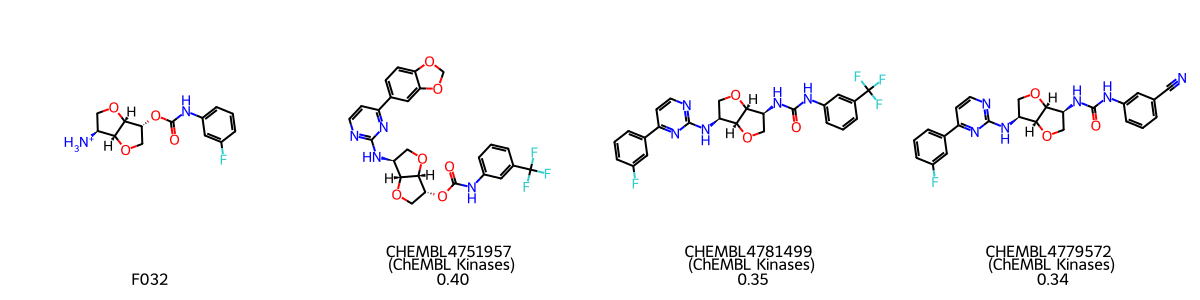 F032
CHEMBL4751957
(ChEMBL Kinases)
0.40
CHEMBL4781499
(ChEMBL Kinases)
0.35
CHEMBL4779572
(ChEMBL Kinases)
0.34